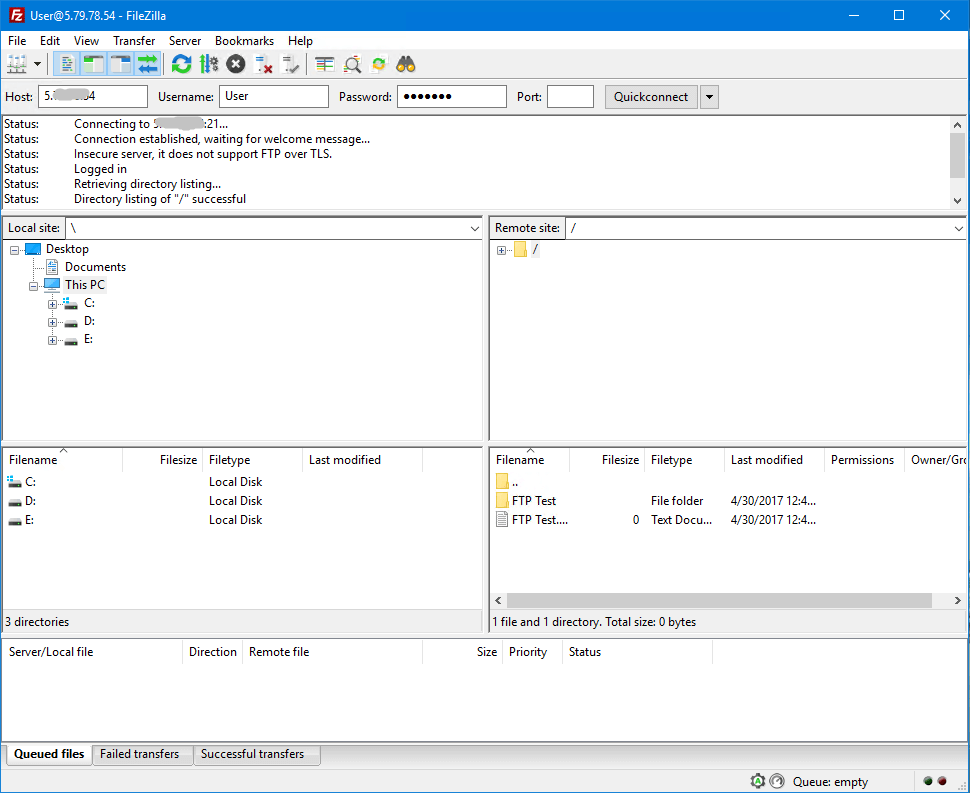 User@5.79.78.54 - FileZilla
File Edit View Transfer Server Bookmarks Help
Host: 5. 54 Username: User Password: ●●●●●●● Port: Quickconnect
Status: Connecting to 5. :21...
Status: Connection established, waiting for welcome message...
Status: Insecure server, it does not support FTP over TLS.
Status: Logged in
Status: Retrieving directory listing...
Status: Directory listing of "/" successful
Local site: \ Remote site: /
Desktop /
Documents
This PC
C:
D:
E:
Filename Filesize Filetype Last modified
C: Local Disk
D: Local Disk
E: Local Disk
3 directories
Filename Filesize Filetype Last modified Permissions Owner/Gro
..
FTP Test File folder 4/30/2017 12:4...
FTP Test.... 0 Text Docu... 4/30/2017 12:4...
1 file and 1 directory. Total size: 0 bytes
Server/Local file Direction Remote file Size Priority Status
Queued files Failed transfers Successful transfers
Queue: empty